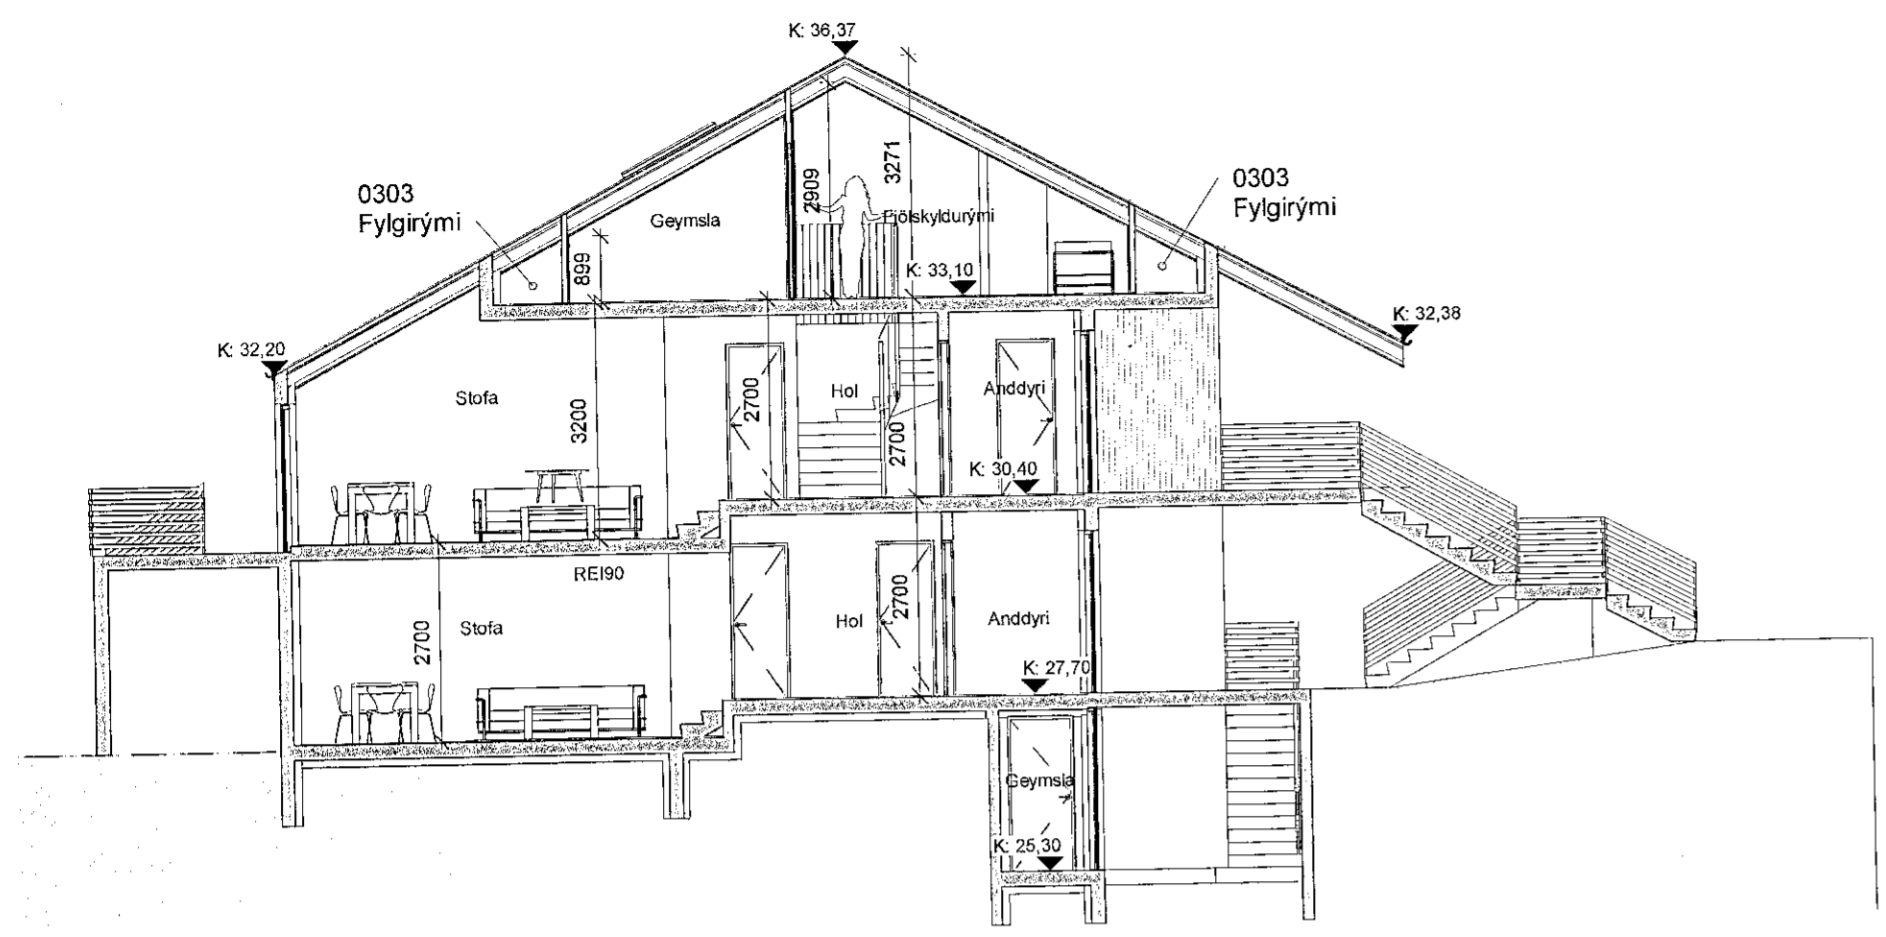 K: 36,37
3271
0303
Fylgirými
0303
Fylgirými
2909
Geymsla
Fjölskyldurými
899
K: 33,10
K: 32,38
K: 32,20
Stofa
3200
2700
Hol
Anddyri
2700
K: 30,40
REI90
Stofa
2700
Hol
2700
Anddyri
K: 27,70
Geymsla
K: 25,30